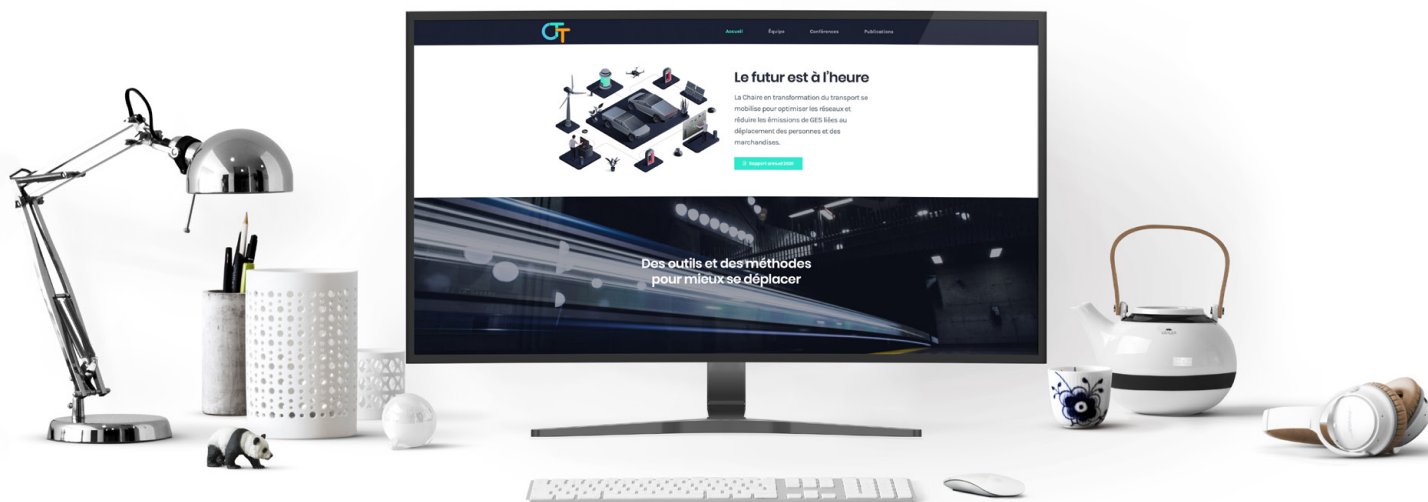 CTT
Accueil
Équipe
Conférences
Publications
Le futur est à l'heure
La Chaire en transformation du transport se
mobilise pour optimiser les réseaux et
réduire les émissions de GES liées au
déplacement des personnes et des
marchandises.
Rapport annuel 2020
Des outils et des méthodes
pour mieux se déplacer